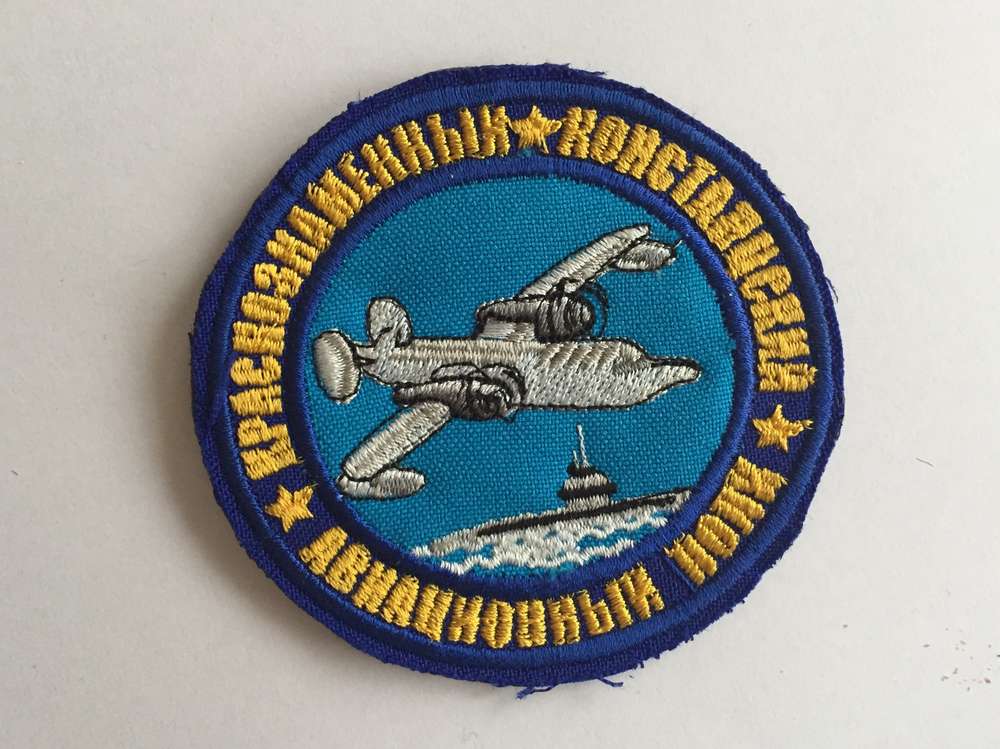 КРАСНОЗНАМЕННЫЙ
КОНСТАНЦСКИЙ
АВИАЦИОННЫЙ ПОЛК